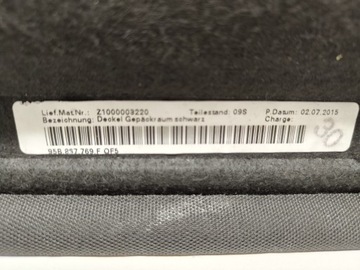 Lief.Mat.Nr.: Z1000009220 Teilestand: 09S P.Datum: 02.07.2015
Bezeichnung: Deckel Gepäckraum schwarz Charge:
30
95B.857.769.F OF5